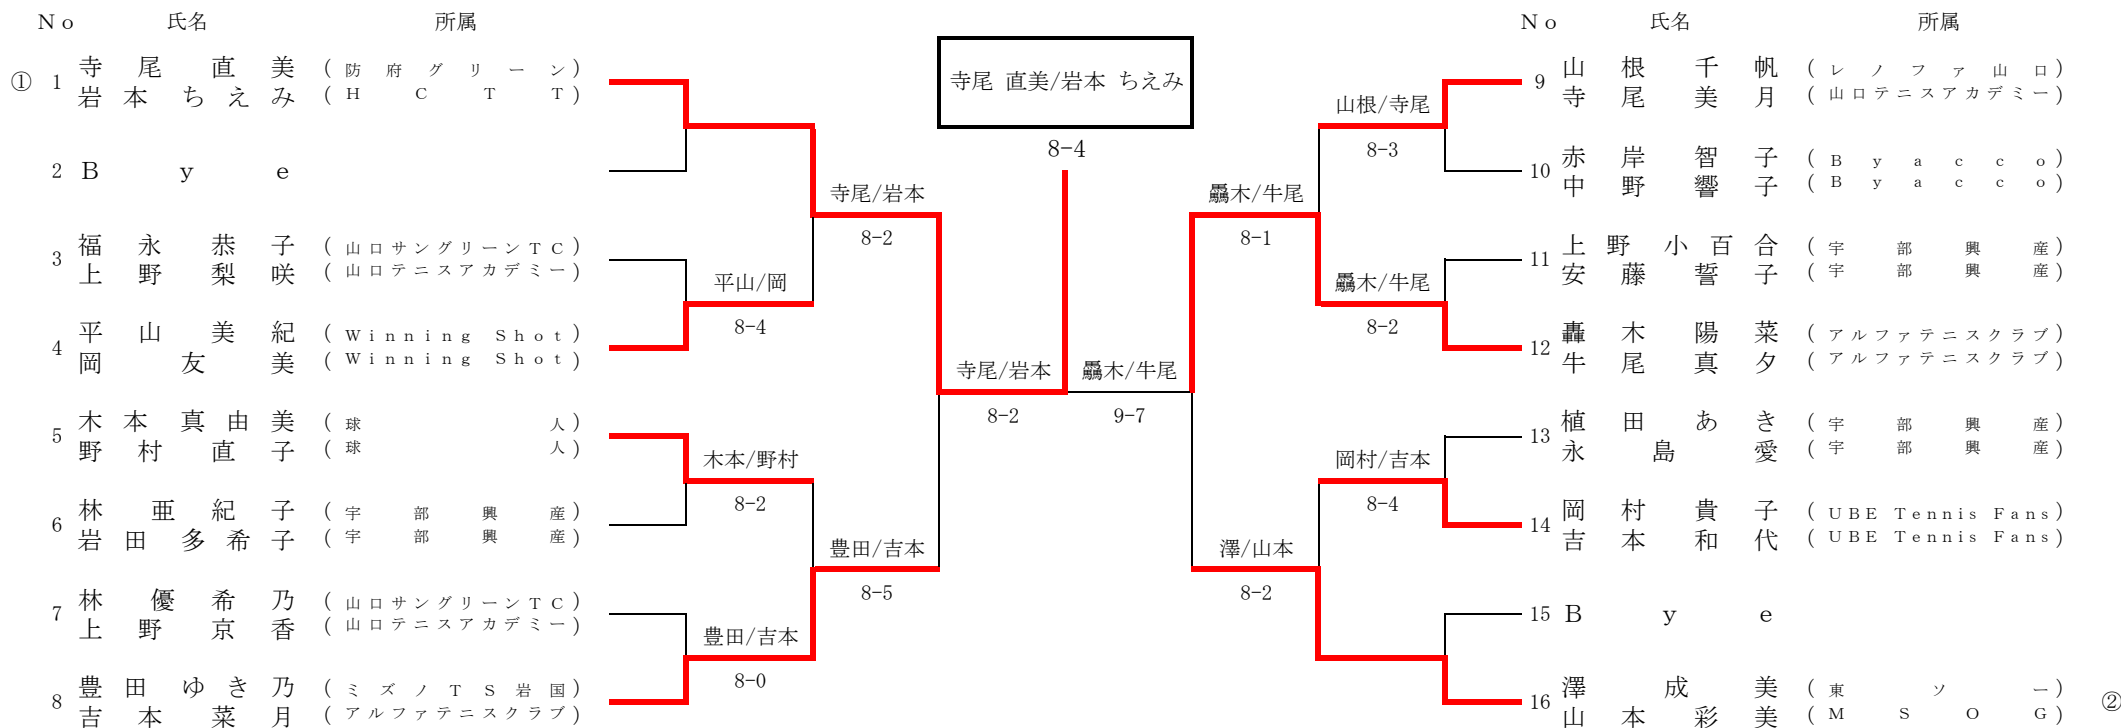 No 氏名 所属
① 1 寺尾直美 (防府グリーン)
岩本ちえみ (HCTT)
2 Bye
3 福永恭子 (山口サングリーンTC)
上野梨咲 (山口テニスアカデミー)
4 平山美紀 (Winning Shot)
岡友美 (Winning Shot)
5 木本真由美 (球人)
野村直子 (球人)
6 林亜紀子 (宇部興産)
岩田多希子 (宇部興産)
7 林優希乃 (山口サングリーンTC)
上野京香 (山口テニスアカデミー)
8 豊田ゆき乃 (ミズノTS岩国)
吉本菜月 (アルファテニスクラブ)
平山/岡
8-4
木本/野村
8-2
豊田/吉本
8-0
寺尾/岩本
8-2
豊田/吉本
8-5
寺尾/岩本
8-2
寺尾 直美/岩本 ちえみ
8-4
驫木/牛尾
9-7
驫木/牛尾
8-1
澤/山本
8-2
山根/寺尾
8-3
驫木/牛尾
8-2
岡村/吉本
8-4
No 氏名 所属
9 山根千帆 (レノファ山口)
寺尾美月 (山口テニスアカデミー)
10 赤岸智子 (Byacco)
中野響子 (Byacco)
11 上野小百合 (宇部興産)
安藤誓子 (宇部興産)
12 轟木陽菜 (アルファテニスクラブ)
牛尾真夕 (アルファテニスクラブ)
13 植田あき (宇部興産)
永島愛 (宇部興産)
14 岡村貴子 (UBE Tennis Fans)
吉本和代 (UBE Tennis Fans)
15 Bye
16 澤成美 (東ソー) ②
山本彩美 (MSOG)